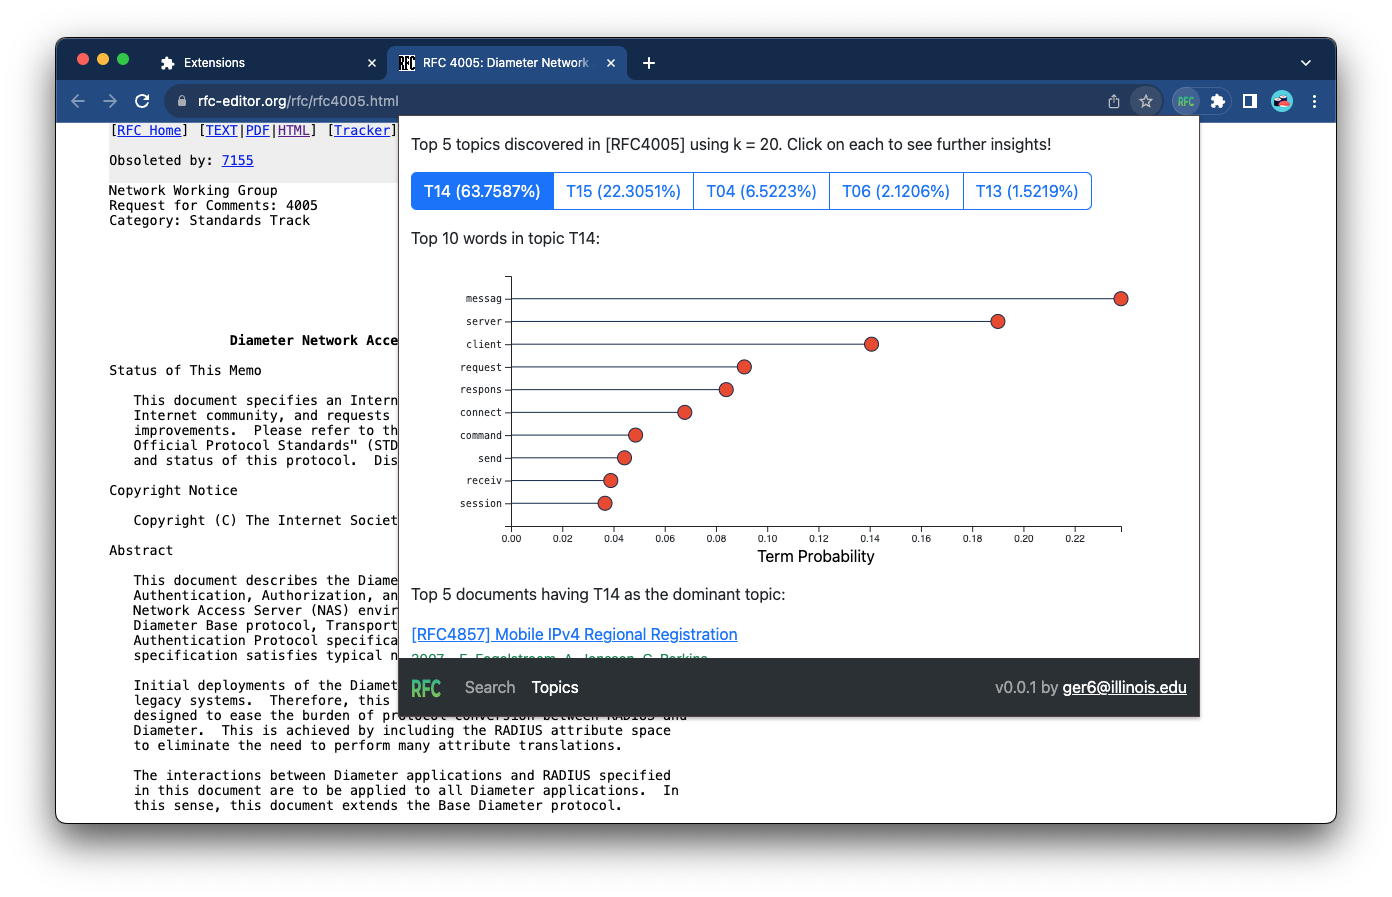 Extensions
RFC RFC 4005: Diameter Network
rfc-editor.org/rfc/rfc4005.html
RFC
[RFC Home] [TEXT|PDF|HTML] [Tracker]
Obsoleted by: 7155
Network Working Group
Request for Comments: 4005
Category: Standards Track
Diameter Network Acce
Status of This Memo
This document specifies an Intern
Internet community, and requests
improvements.  Please refer to th
Official Protocol Standards" (STD
and status of this protocol.  Dis
Copyright Notice
Copyright (C) The Internet Societ
Abstract
This document describes the Diame
Authentication, Authorization, an
Network Access Server (NAS) envir
Diameter Base protocol, Transport
Authentication Protocol specifica
specification satisfies typical n
Initial deployments of the Diamet
legacy systems.  Therefore, this
designed to ease the burden of protocol conversion between RADIUS and
Diameter.  This is achieved by including the RADIUS attribute space
to eliminate the need to perform many attribute translations.
The interactions between Diameter applications and RADIUS specified
in this document are to be applied to all Diameter applications.  In
this sense, this document extends the Base Diameter protocol.
Top 5 topics discovered in [RFC4005] using k = 20. Click on each to see further insights!
T14 (63.7587%) T15 (22.3051%) T04 (6.5223%) T06 (2.1206%) T13 (1.5219%)
Top 10 words in topic T14:
messag
server
client
request
respons
connect
command
send
receiv
session
0.00 0.02 0.04 0.06 0.08 0.10 0.12 0.14 0.16 0.18 0.20 0.22
Term Probability
Top 5 documents having T14 as the dominant topic:
[RFC4857] Mobile IPv4 Regional Registration
2007 - E. Fogelstroem, A. Jonsson, C. Perkins
RFC Search Topics v0.0.1 by ger6@illinois.edu